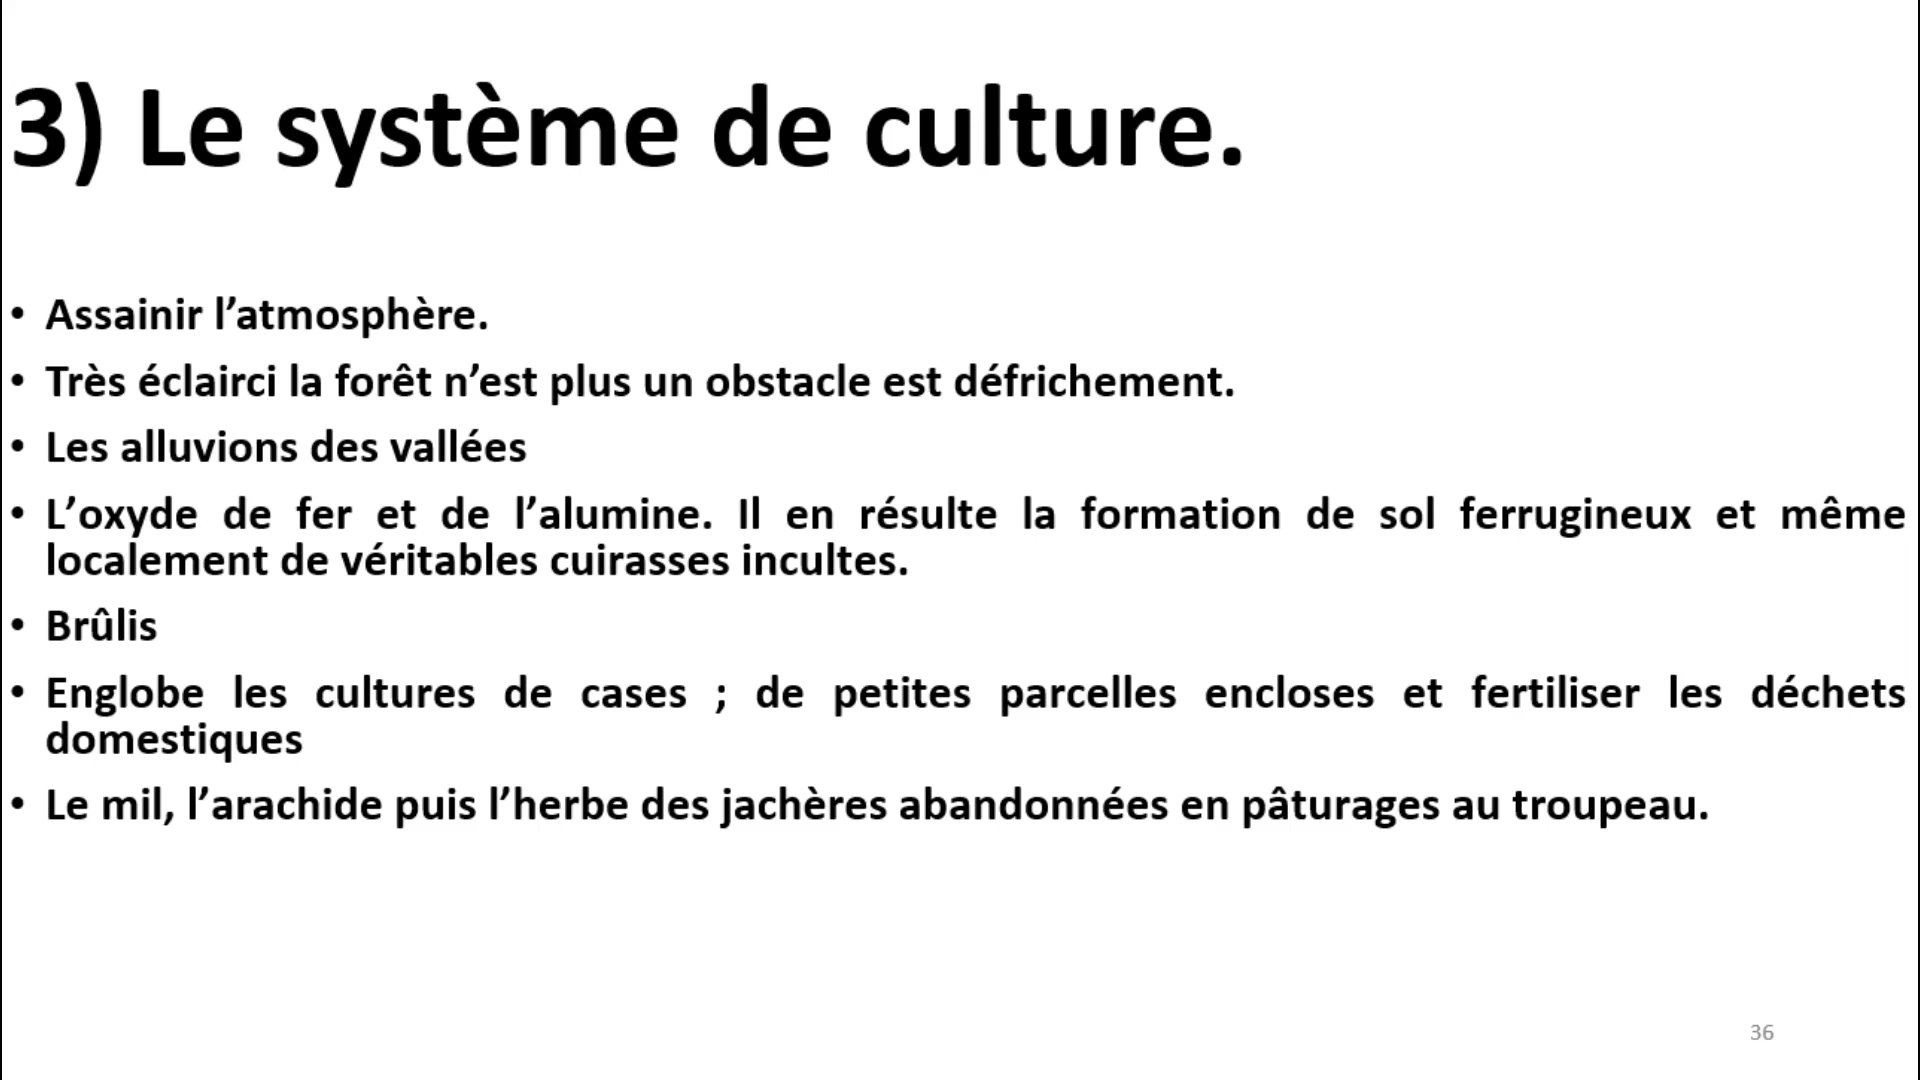 3) Le système de culture.
• Assainir l’atmosphère.
• Très éclairci la forêt n’est plus un obstacle est défrichement.
• Les alluvions des vallées
• L’oxyde de fer et de l’alumine. Il en résulte la formation de sol ferrugineux et même
localement de véritables cuirasses incultes.
• Brûlis
• Englobe les cultures de cases ; de petites parcelles encloses et fertiliser les déchets
domestiques
• Le mil, l’arachide puis l’herbe des jachères abandonnées en pâturages au troupeau.
36